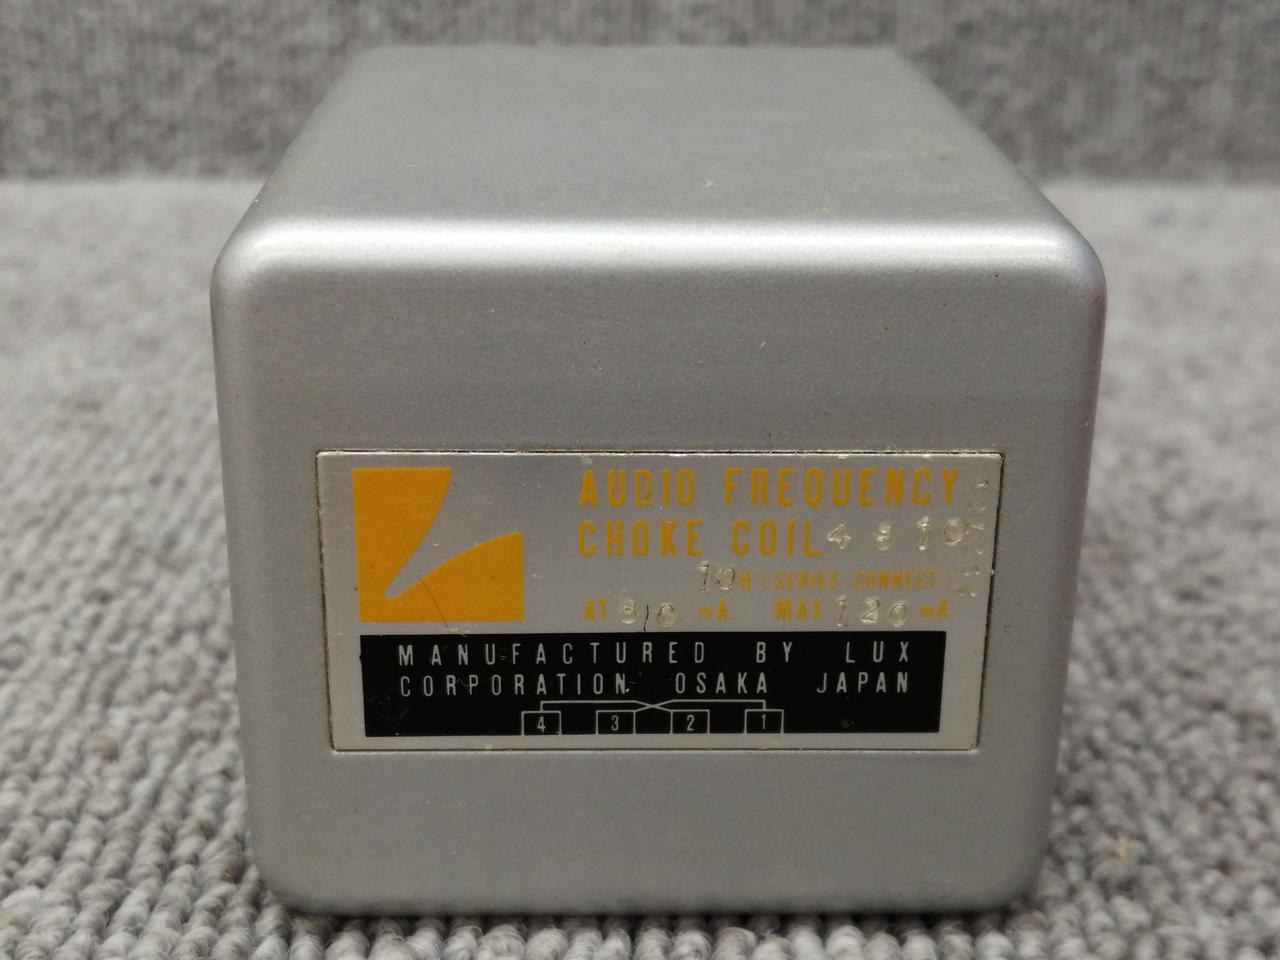 AUDIO FREQUENCY
CHOKE COIL 4810
10H (SERIES CONNECT)
AT 80 mA. MAX 120 mA
MANUFACTURED BY LUX
CORPORATION OSAKA JAPAN
4 3 2 1